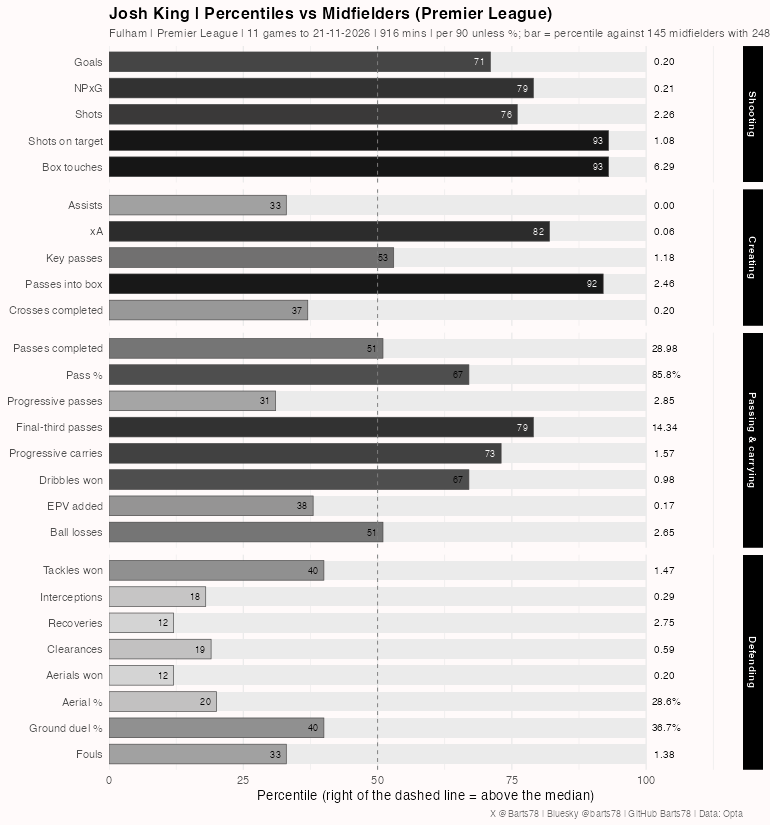 Josh King | Percentiles vs Midfielders (Premier League)
Fulham | Premier League | 11 games to 21-11-2026 | 916 mins | per 90 unless %; bar = percentile against 145 midfielders with 248
Shooting
Goals 71 0.20
NPxG 79 0.21
Shots 76 2.26
Shots on target 93 1.08
Box touches 93 6.29
Creating
Assists 33 0.00
xA 82 0.06
Key passes 53 1.18
Passes into box 92 2.46
Crosses completed 37 0.20
Passing & carrying
Passes completed 51 28.98
Pass % 67 85.8%
Progressive passes 31 2.85
Final-third passes 79 14.34
Progressive carries 73 1.57
Dribbles won 67 0.98
EPV added 38 0.17
Ball losses 51 2.65
Defending
Tackles won 40 1.47
Interceptions 18 0.29
Recoveries 12 2.75
Clearances 19 0.59
Aerials won 12 0.20
Aerial % 20 28.6%
Ground duel % 40 36.7%
Fouls 33 1.38
0 25 50 75 100
Percentile (right of the dashed line = above the median)
X @Barts78 | Bluesky @barts78 | GitHub Barts78 | Data: Opta